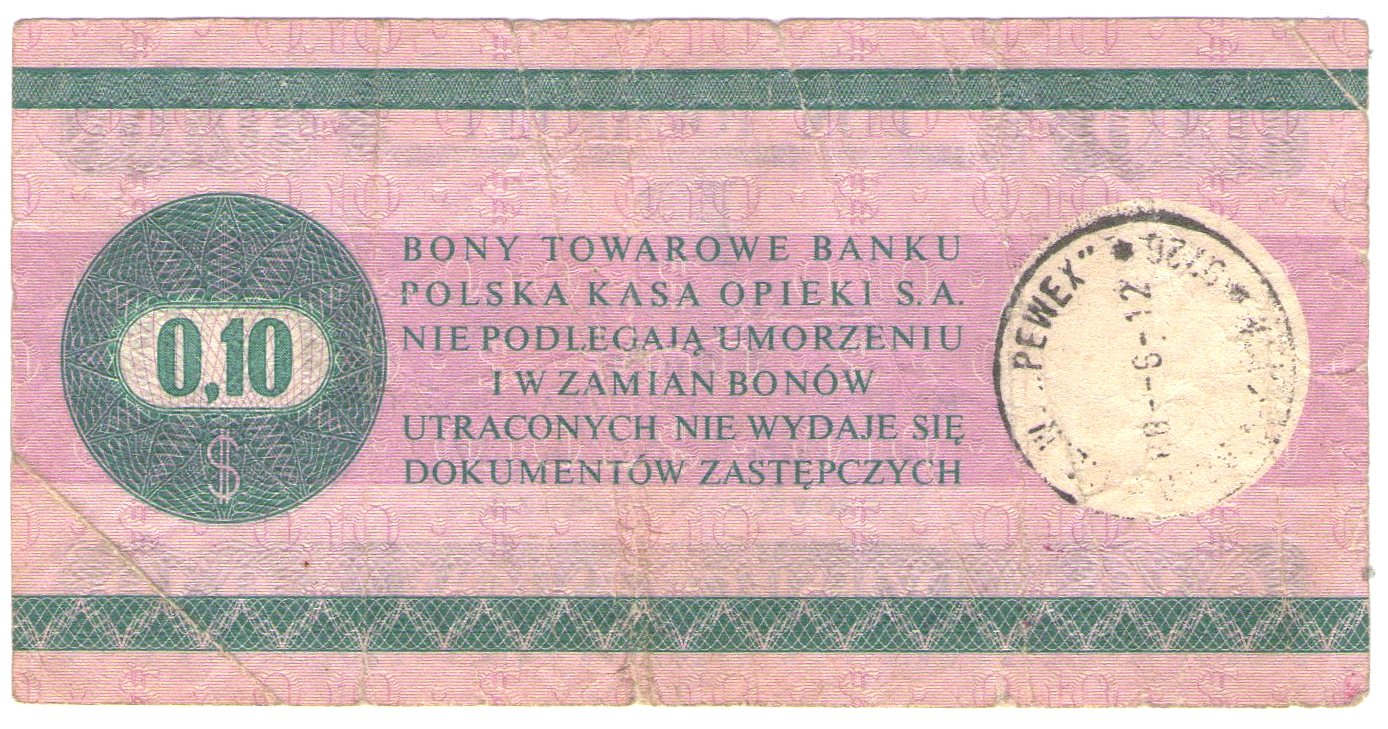 0,10
$
BONY TOWAROWE BANKU
POLSKA KASA OPIEKI S.A.
NIE PODLEGAJĄ UMORZENIU
I W ZAMIAN BONÓW
UTRACONYCH NIE WYDAJE SIĘ
DOKUMENTÓW ZASTĘPCZYCH
„PEWEX”